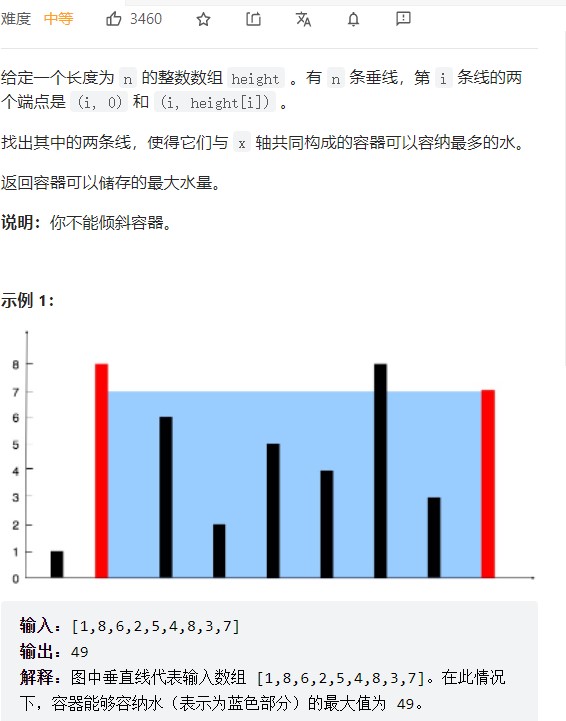 难度 中等 3460
给定一个长度为 n 的整数数组 height 。有 n 条垂线，第 i 条线的两
个端点是 (i, 0) 和 (i, height[i]) 。
找出其中的两条线，使得它们与 x 轴共同构成的容器可以容纳最多的水。
返回容器可以储存的最大水量。
说明：你不能倾斜容器。
示例 1：
8
7
6
5
4
3
2
1
0
输入：[1,8,6,2,5,4,8,3,7]
输出：49
解释：图中垂直线代表输入数组 [1,8,6,2,5,4,8,3,7]。在此情况
下，容器能够容纳水（表示为蓝色部分）的最大值为 49。